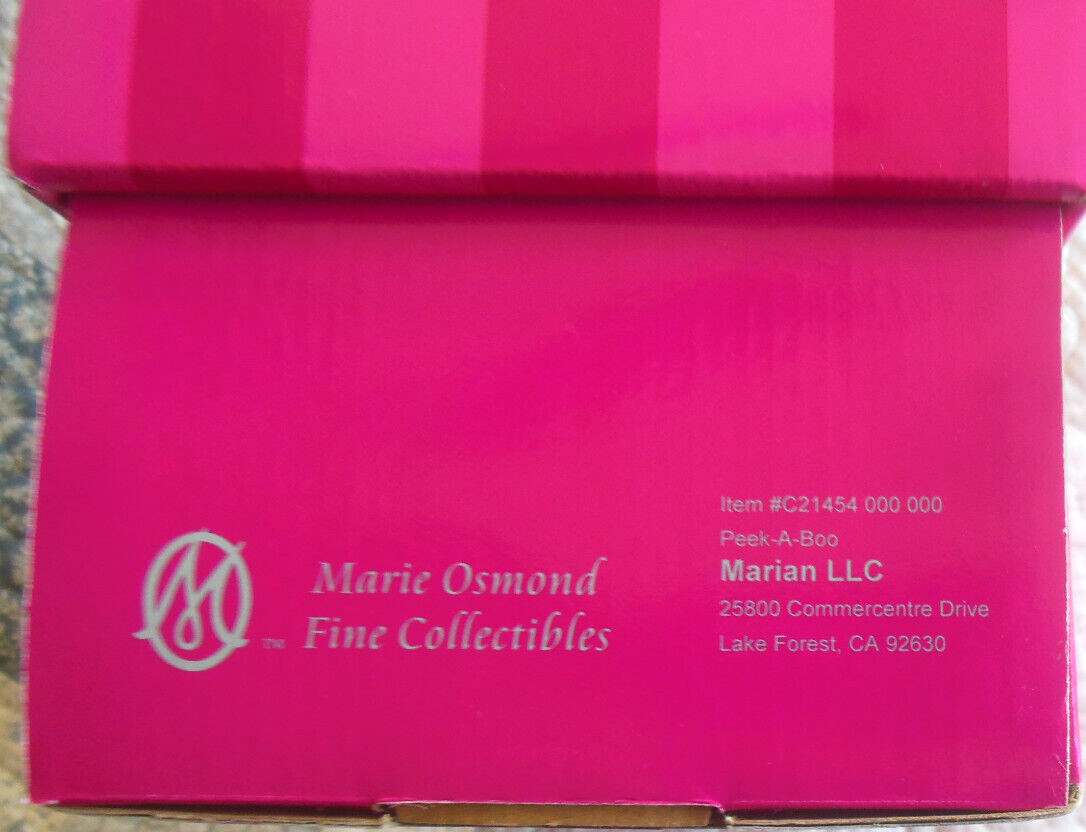 ™ Marie Osmond
Fine Collectibles
Item #C21454 000 000
Peek-A-Boo
Marian LLC
25800 Commercentre Drive
Lake Forest, CA 92630